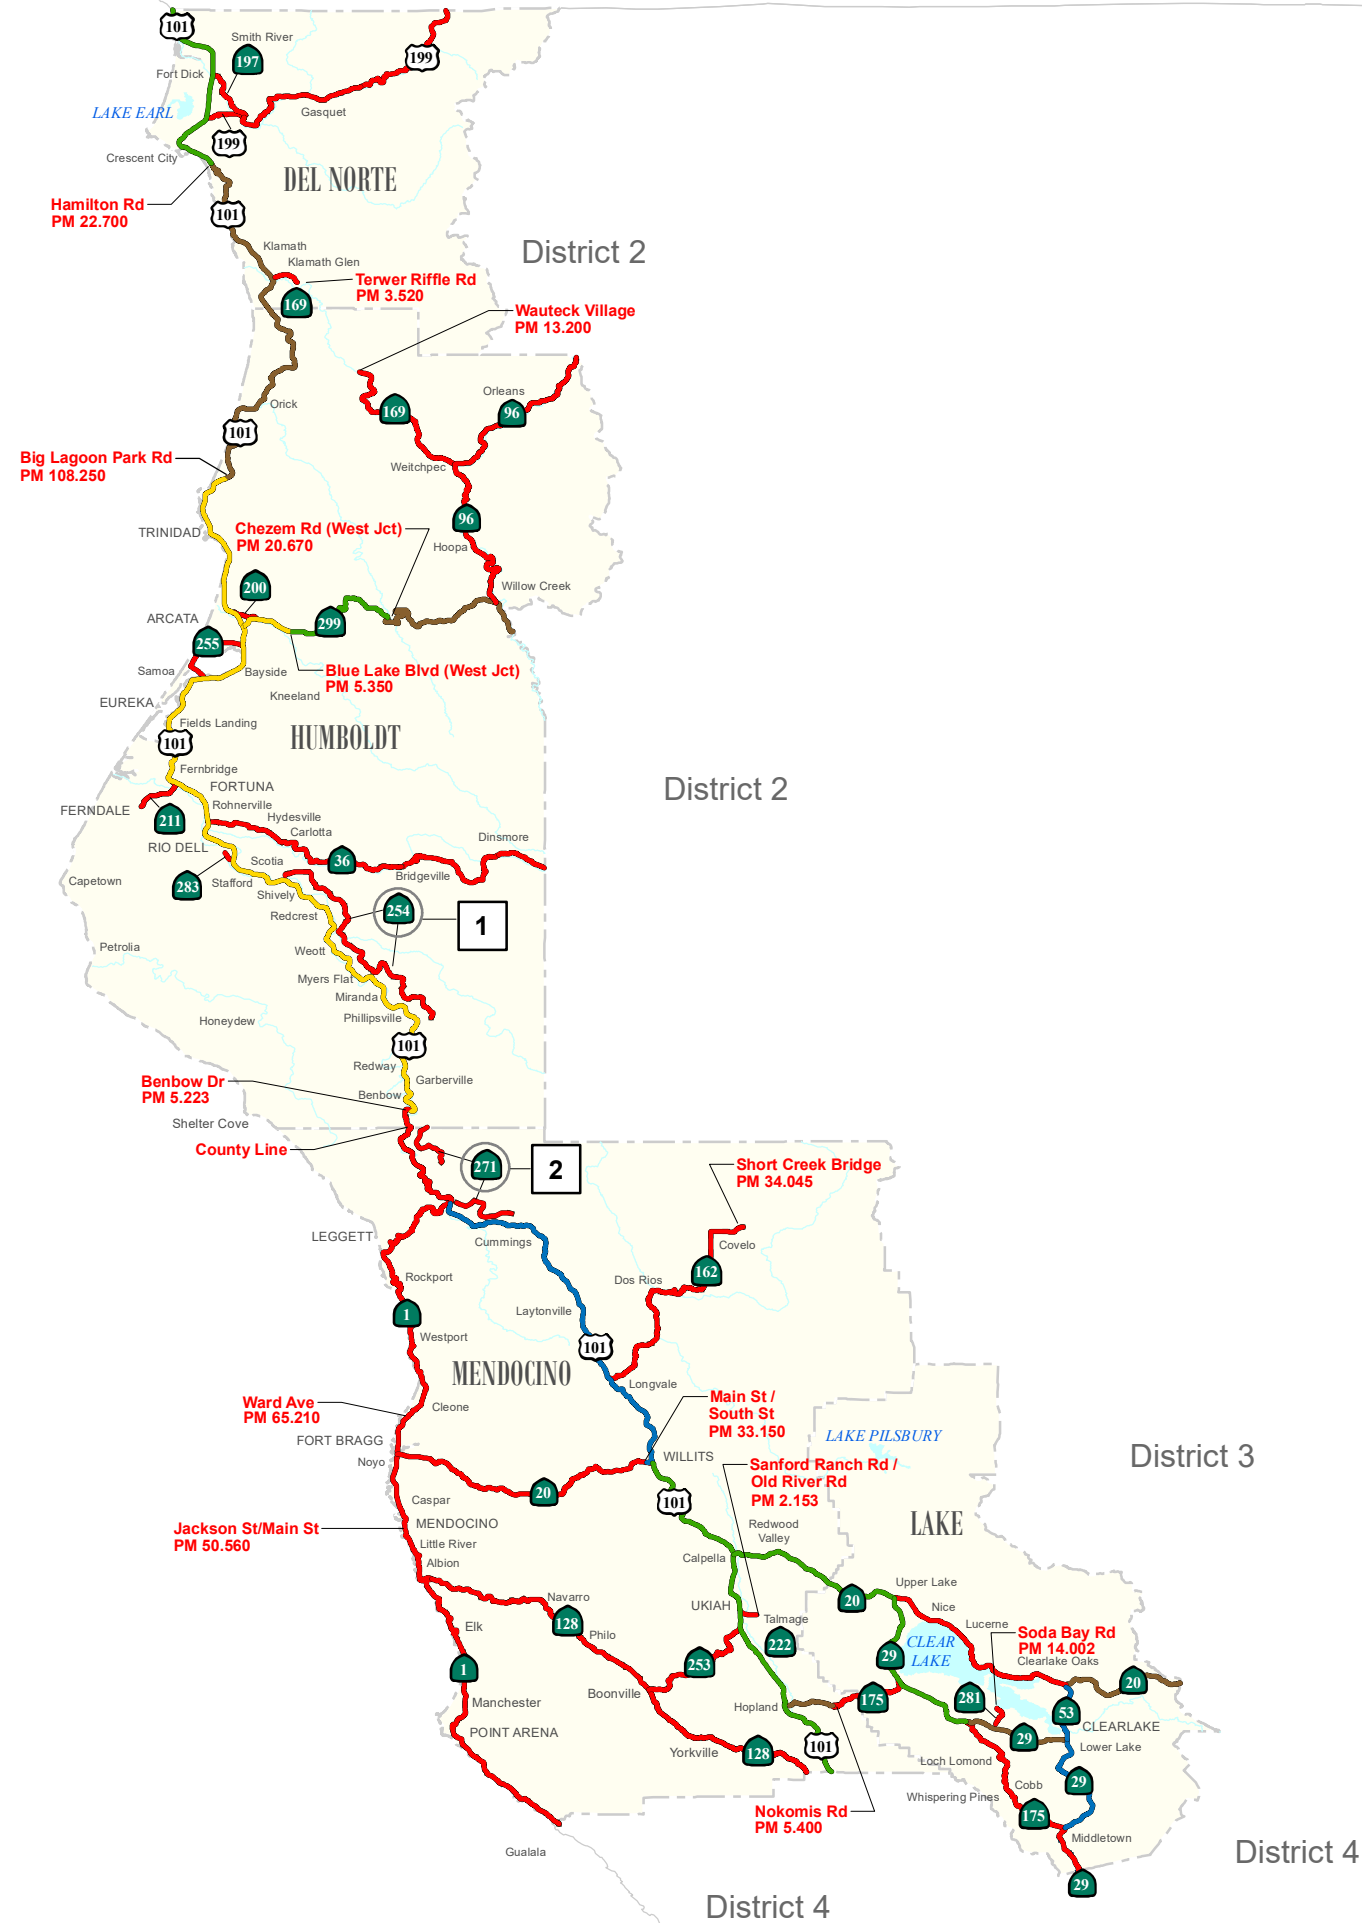 101
Smith River
197
199
Fort Dick
LAKE EARL
Gasquet
199
Crescent City
DEL NORTE
Hamilton Rd
PM 22.700
101
District 2
Klamath
Klamath Glen
Terwer Riffle Rd
PM 3.520
169
Wauteck Village
PM 13.200
Orleans
169
96
Orick
101
Big Lagoon Park Rd
PM 108.250
Weitchpec
96
TRINIDAD
Chezem Rd (West Jct)
PM 20.670
Hoopa
Willow Creek
200
ARCATA
299
255
Samoa
Bayside
Blue Lake Blvd (West Jct)
PM 5.350
Kneeland
EUREKA
Fields Landing
101
HUMBOLDT
District 2
Fernbridge
FORTUNA
FERNDALE
Rohnerville
211
Hydesville
Carlotta
Dinsmore
RIO DELL
36
Scotia
Bridgeville
Capetown
283
Stafford
Shively
254
1
Redcrest
Petrolia
Weott
Myers Flat
Miranda
Honeydew
Phillipsville
101
Redway
Garberville
Benbow Dr
PM 5.223
Benbow
Shelter Cove
County Line
271
2
Short Creek Bridge
PM 34.045
LEGGETT
Cummings
Covelo
162
Rockport
Dos Rios
1
Laytonville
Westport
101
MENDOCINO
Longvale
Ward Ave
PM 65.210
Cleone
Main St /
South St
PM 33.150
FORT BRAGG
Noyo
WILLITS
LAKE PILSBURY
District 3
Sanford Ranch Rd /
Old River Rd
PM 2.153
20
Caspar
101
Jackson St/Main St
PM 50.560
MENDOCINO
Redwood
Valley
LAKE
Little River
Albion
Calpella
Upper Lake
Navarro
20
Nice
UKIAH
Elk
128
Philo
Talmage
Lucerne
Soda Bay Rd
PM 14.002
222
CLEAR
LAKE
29
Clearlake Oaks
1
253
20
Manchester
Boonville
Hopland
175
281
53
CLEARLAKE
POINT ARENA
29
Lower Lake
Yorkville
128
101
Loch Lomond
29
Cobb
Whispering Pines
Nokomis Rd
PM 5.400
175
Middletown
Gualala
District 4
29
District 4